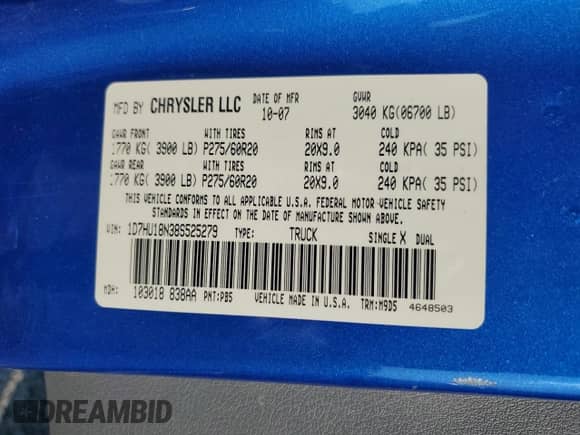 MFD BY CHRYSLER LLC DATE OF MFR 10-07 GVWR 3040 KG(06700 LB)
GAWR FRONT WITH TIRES RIMS AT COLD
1770 KG( 3900 LB) P275/60R20 20X9.0 240 KPA( 35 PSI)
GAWR REAR WITH TIRES RIMS AT COLD
1770 KG( 3900 LB) P275/60R20 20X9.0 240 KPA( 35 PSI)
THIS VEHICLE CONFORMS TO ALL APPLICABLE U.S.A. FEDERAL MOTOR VEHICLE SAFETY
STANDARDS IN EFFECT ON THE DATE OF MANUFACTURE SHOWN ABOVE.
VIN: 1D7HU18N38S525279 TYPE: TRUCK SINGLE X DUAL
MDH: 103018 838AA PNT:PB5 VEHICLE MADE IN U.S.A. TRM:M9D5 4648503
DREAMBID